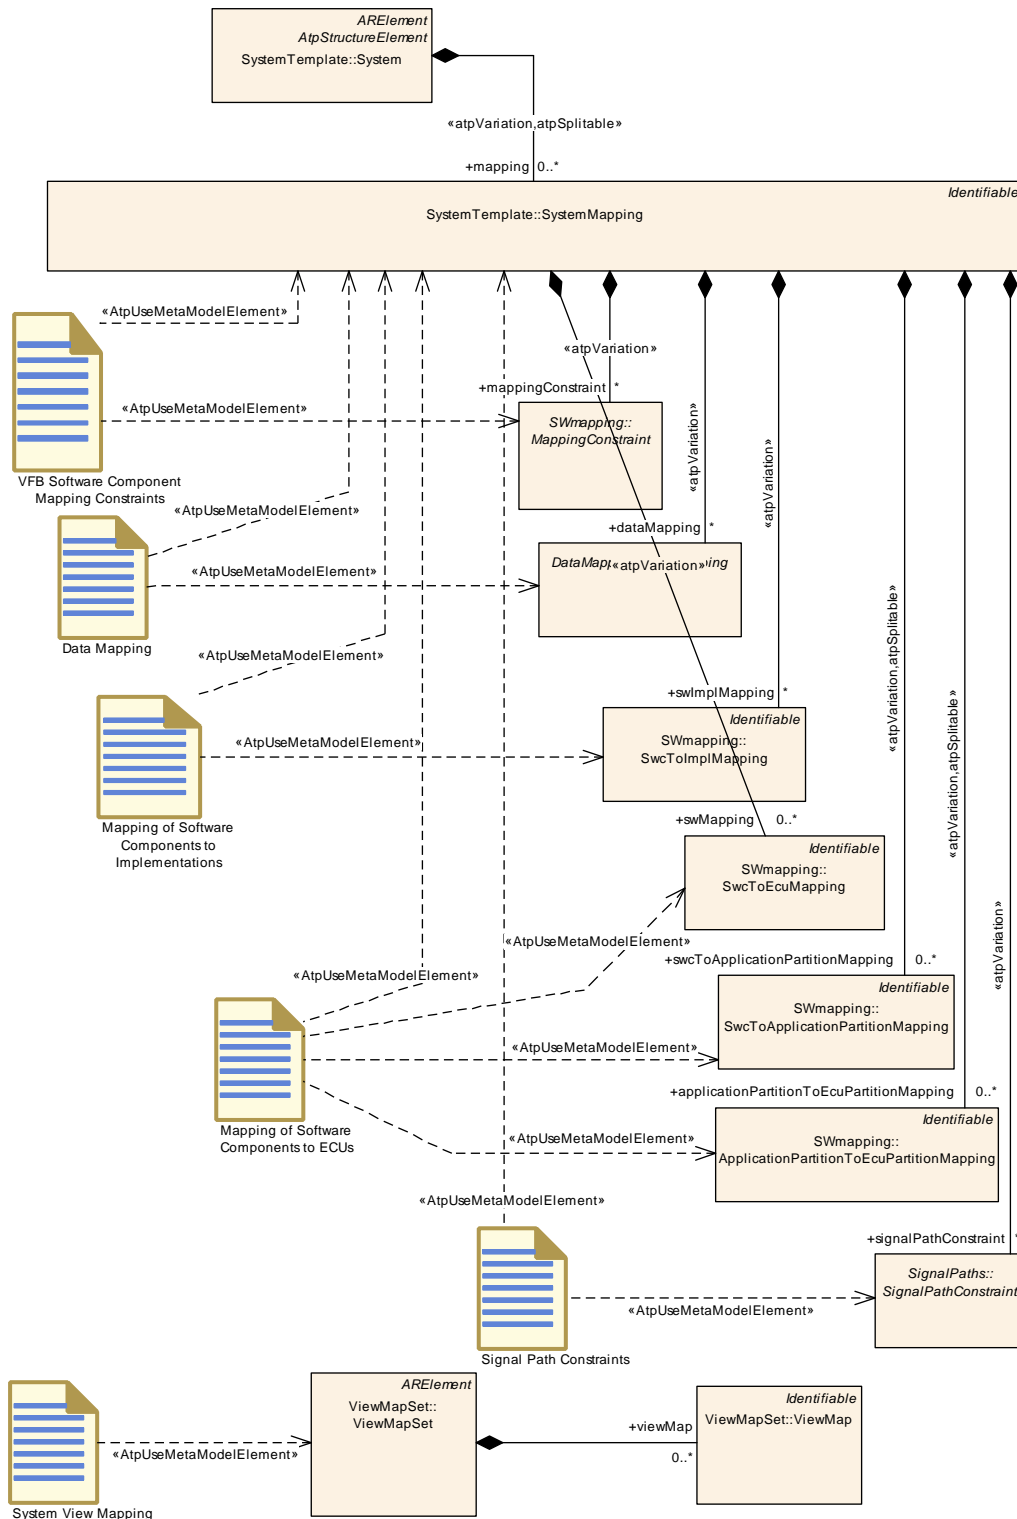 ARElement
AtpStructureElement
SystemTemplate::System
«atpVariation,atpSplitable»
+mapping 0..*
Identifiable
SystemTemplate::SystemMapping
«AtpUseMetaModelElement»
«atpVariation»
+mappingConstraint *
«AtpUseMetaModelElement»
SWmapping::
MappingConstraint
«atpVariation»
«atpVariation»
VFB Software Component
Mapping Constraints
«AtpUseMetaModelElement»
+dataMapping *
«AtpUseMetaModelElement»
«atpVariation»
Data Mapping
«AtpUseMetaModelElement»
«atpVariation,atpSplitable»
+swImplMapping *
Identifiable
SWmapping::
SwcToImplMapping
«AtpUseMetaModelElement»
«atpVariation,atpSplitable»
Mapping of Software
Components to
Implementations
+swMapping 0..*
Identifiable
SWmapping::
SwcToEcuMapping
«AtpUseMetaModelElement»
«atpVariation»
+swcToApplicationPartitionMapping 0..*
«AtpUseMetaModelElement»
Identifiable
SWmapping::
SwcToApplicationPartitionMapping
«AtpUseMetaModelElement»
+applicationPartitionToEcuPartitionMapping 0..*
Identifiable
Mapping of Software
Components to ECUs
«AtpUseMetaModelElement»
SWmapping::
ApplicationPartitionToEcuPartitionMapping
«AtpUseMetaModelElement»
+signalPathConstraint
SignalPaths::
SignalPathConstraint
«AtpUseMetaModelElement»
Signal Path Constraints
ARElement
ViewMapSet::
ViewMapSet
Identifiable
ViewMapSet::ViewMap
+viewMap
0..*
«AtpUseMetaModelElement»
System View Mapping